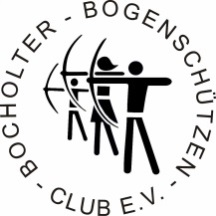 BOCHOLTER - BOGENSCHÜTZEN - CLUB E.V. -